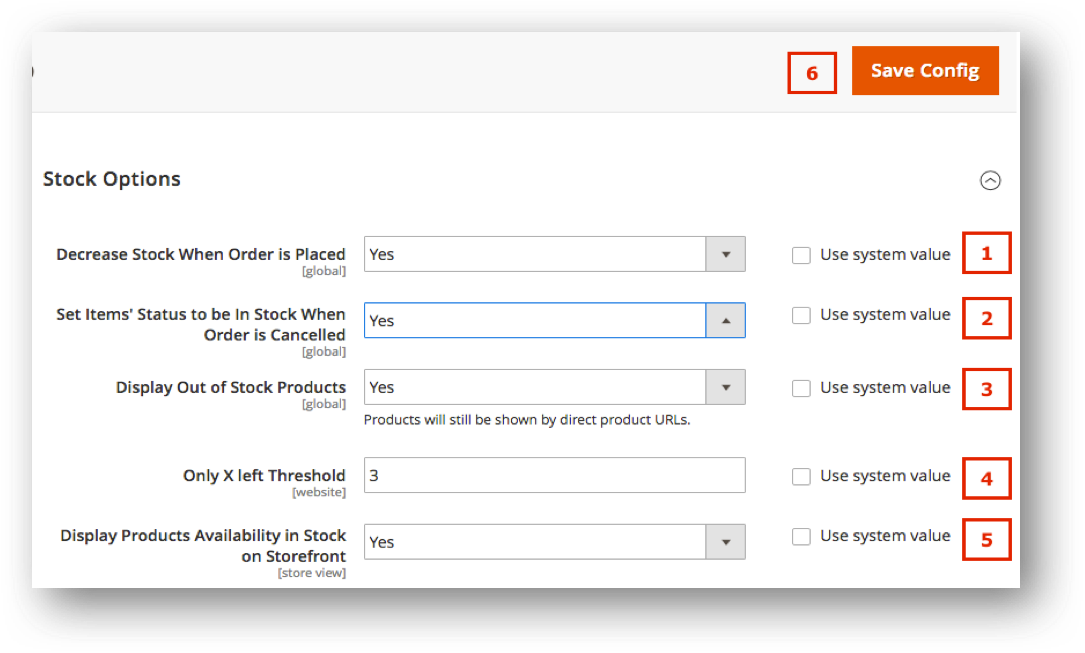 6
Save Config
Stock Options
Decrease Stock When Order is Placed
[global]
Yes
Use system value
1
Set Items' Status to be In Stock When
Order is Cancelled
[global]
Yes
Use system value
2
Display Out of Stock Products
[global]
Yes
Products will still be shown by direct product URLs.
Use system value
3
Only X left Threshold
[website]
3
Use system value
4
Display Products Availability in Stock
on Storefront
[store view]
Yes
Use system value
5